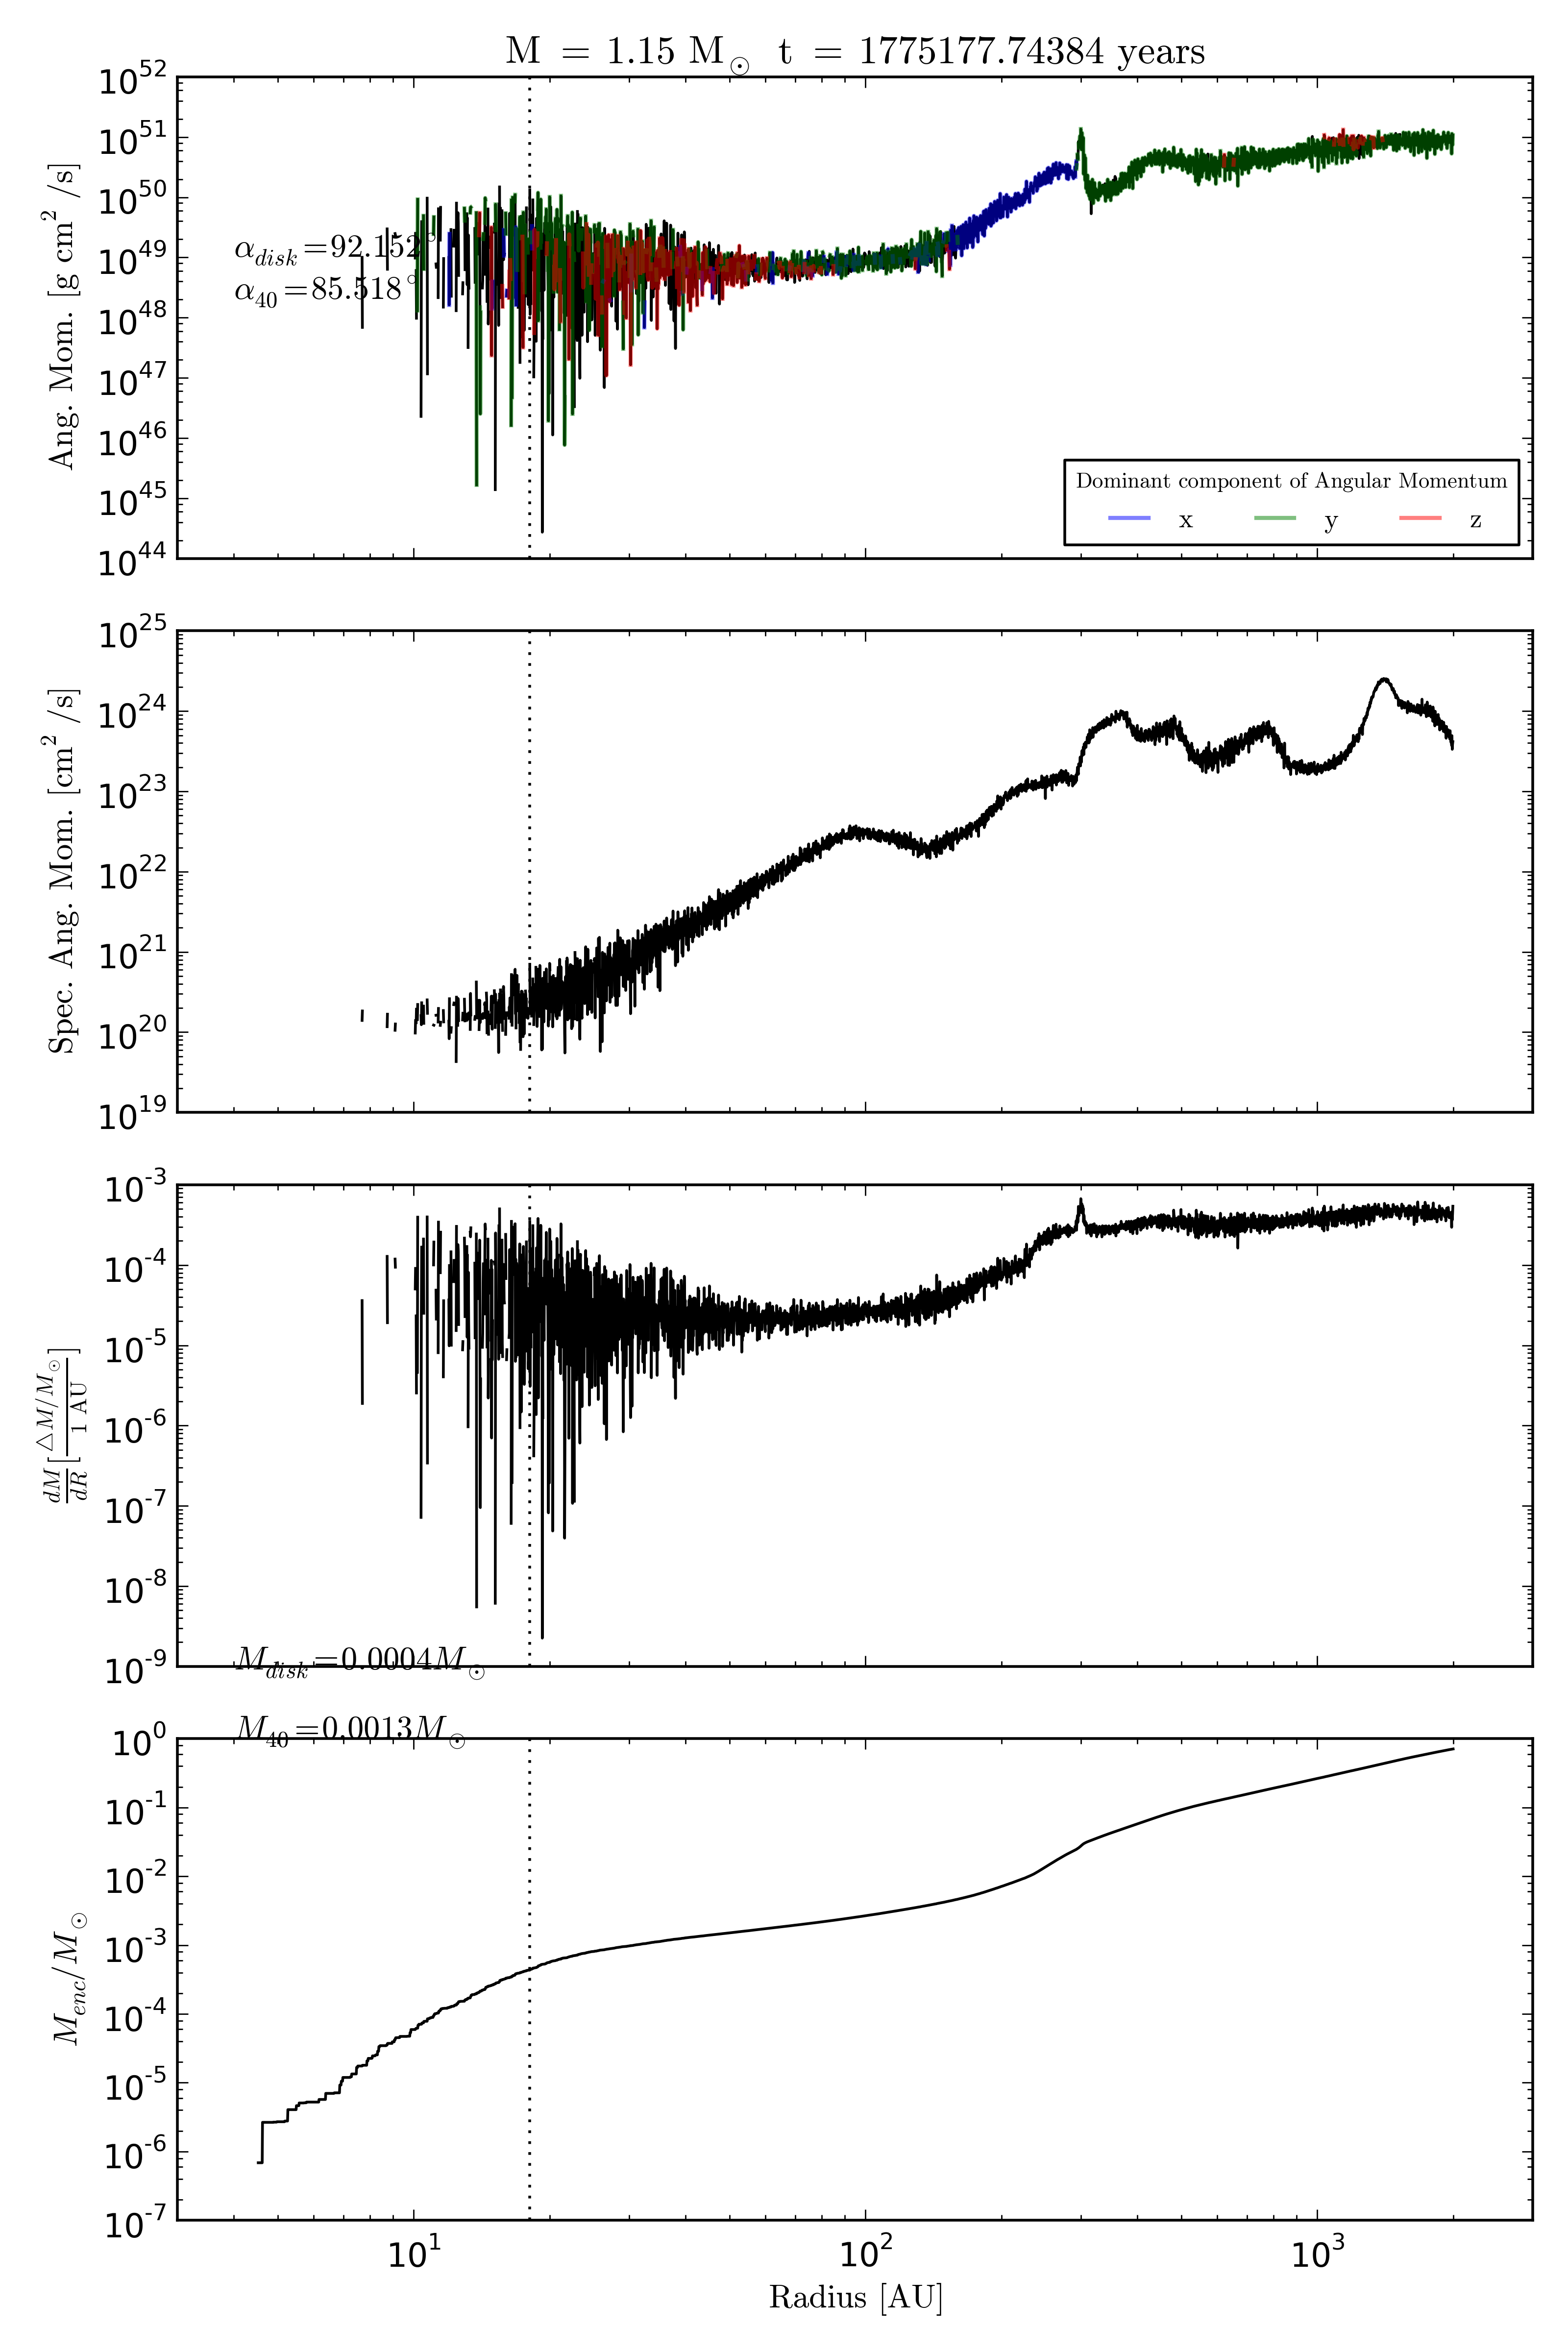 M = 1.15 M⊙ t = 1775177.74384 years
10^52
10^51
10^50
10^49
10^48
10^47
10^46
10^45
10^44
Ang. Mom. [g cm^2 /s]
α_disk=92.152°
α_40=85.518°
Dominant component of Angular Momentum
x y z
10^25
10^24
10^23
10^22
10^21
10^20
10^19
Spec. Ang. Mom. [cm^2 /s]
10^-3
10^-4
10^-5
10^-6
10^-7
10^-8
10^-9
dM/dR [△M/M⊙ / 1 AU]
M_disk=0.0004M⊙
M_40=0.0013M⊙
10^0
10^-1
10^-2
10^-3
10^-4
10^-5
10^-6
10^-7
M_enc/M⊙
10^1 10^2 10^3
Radius [AU]